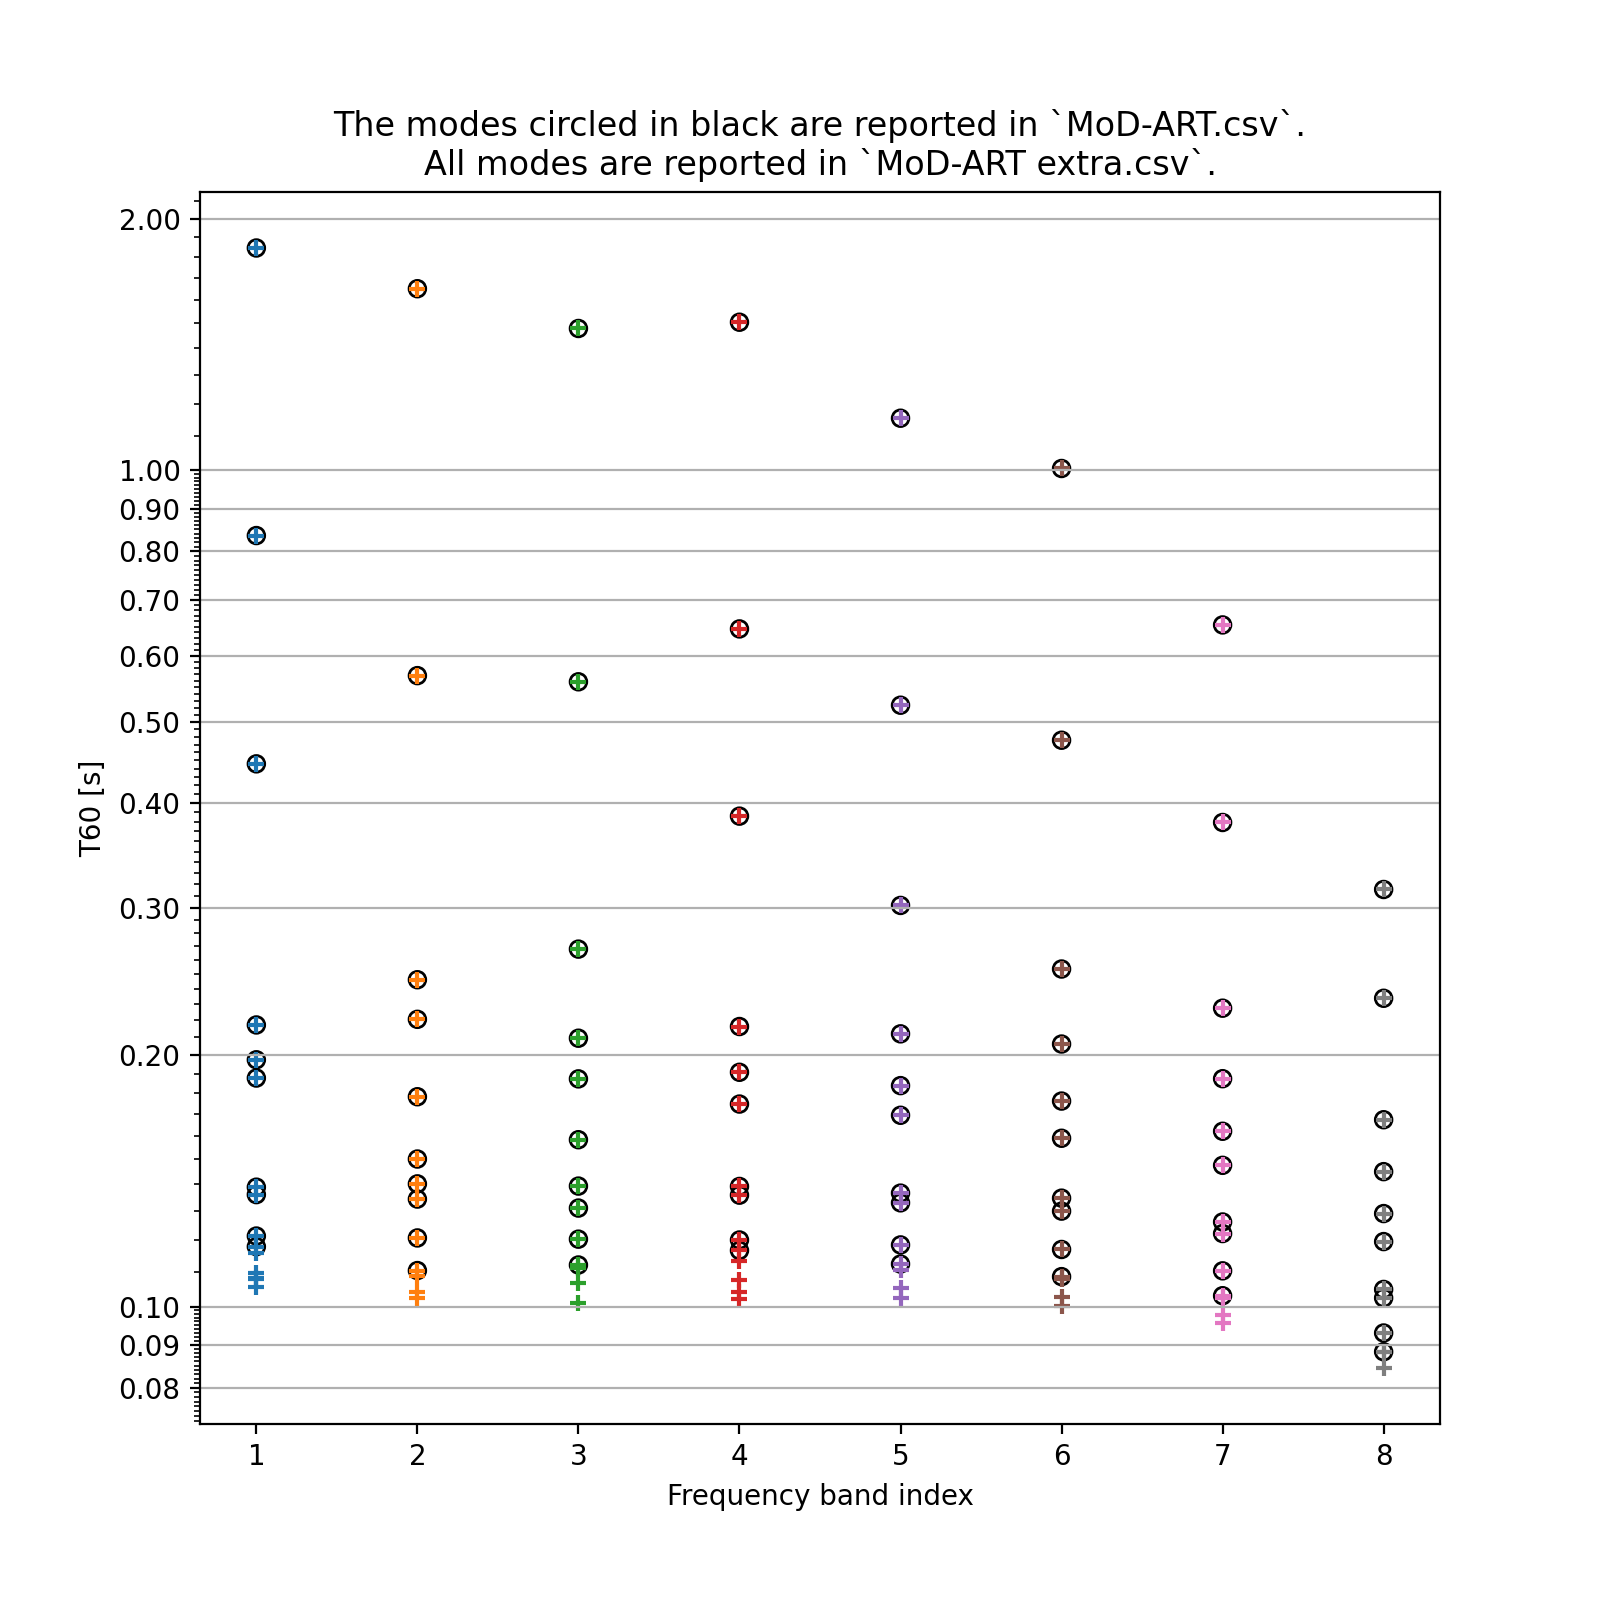 The modes circled in black are reported in `MoD-ART.csv`.
All modes are reported in `MoD-ART extra.csv`.
2.00
1.00
0.90
0.80
0.70
0.60
0.50
0.40
0.30
0.20
0.10
0.09
0.08
T60 [s]
1 2 3 4 5 6 7 8
Frequency band index